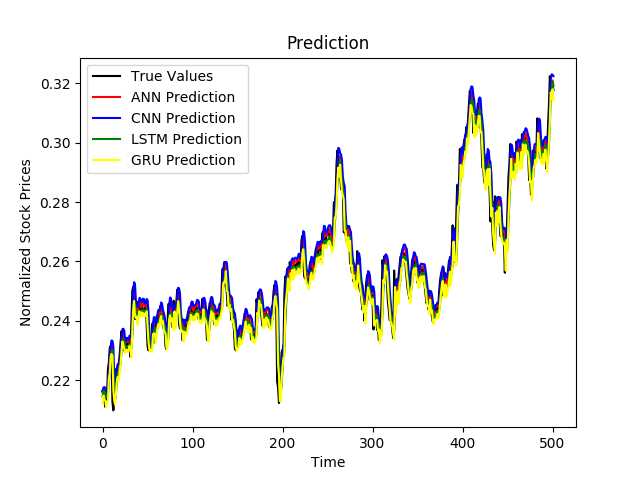 Prediction
True Values
ANN Prediction
CNN Prediction
LSTM Prediction
GRU Prediction
0.32
0.30
0.28
0.26
0.24
0.22
Normalized Stock Prices
0 100 200 300 400 500
Time